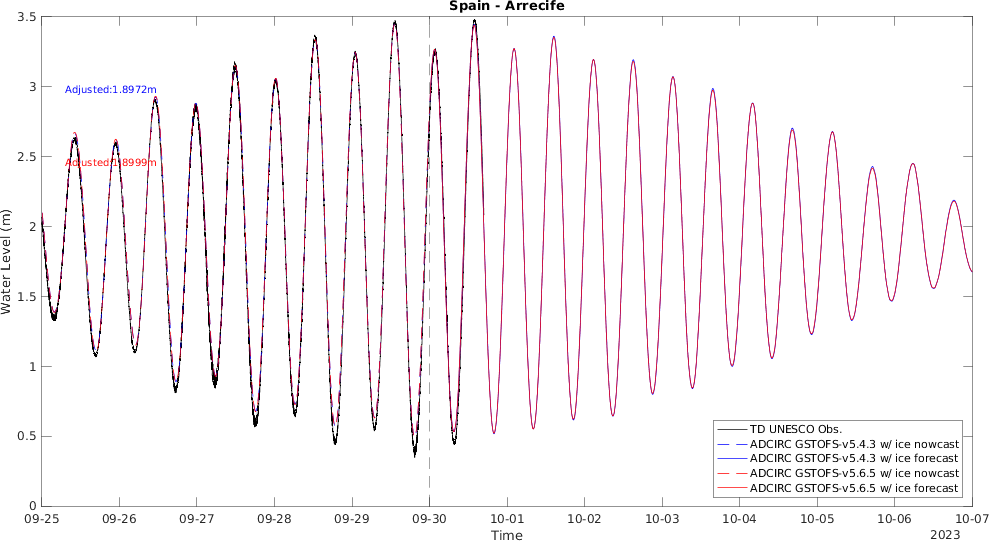 Spain - Arrecife
3.5
3
2.5
2
1.5
1
0.5
0
Water Level (m)
Adjusted:1.8972m
Adjusted:1.8999m
TD UNESCO Obs.
ADCIRC GSTOFS-v5.4.3 w/ ice nowcast
ADCIRC GSTOFS-v5.4.3 w/ ice forecast
ADCIRC GSTOFS-v5.6.5 w/ ice nowcast
ADCIRC GSTOFS-v5.6.5 w/ ice forecast
09-25 09-26 09-27 09-28 09-29 09-30 10-01 10-02 10-03 10-04 10-05 10-06 10-07
Time
2023